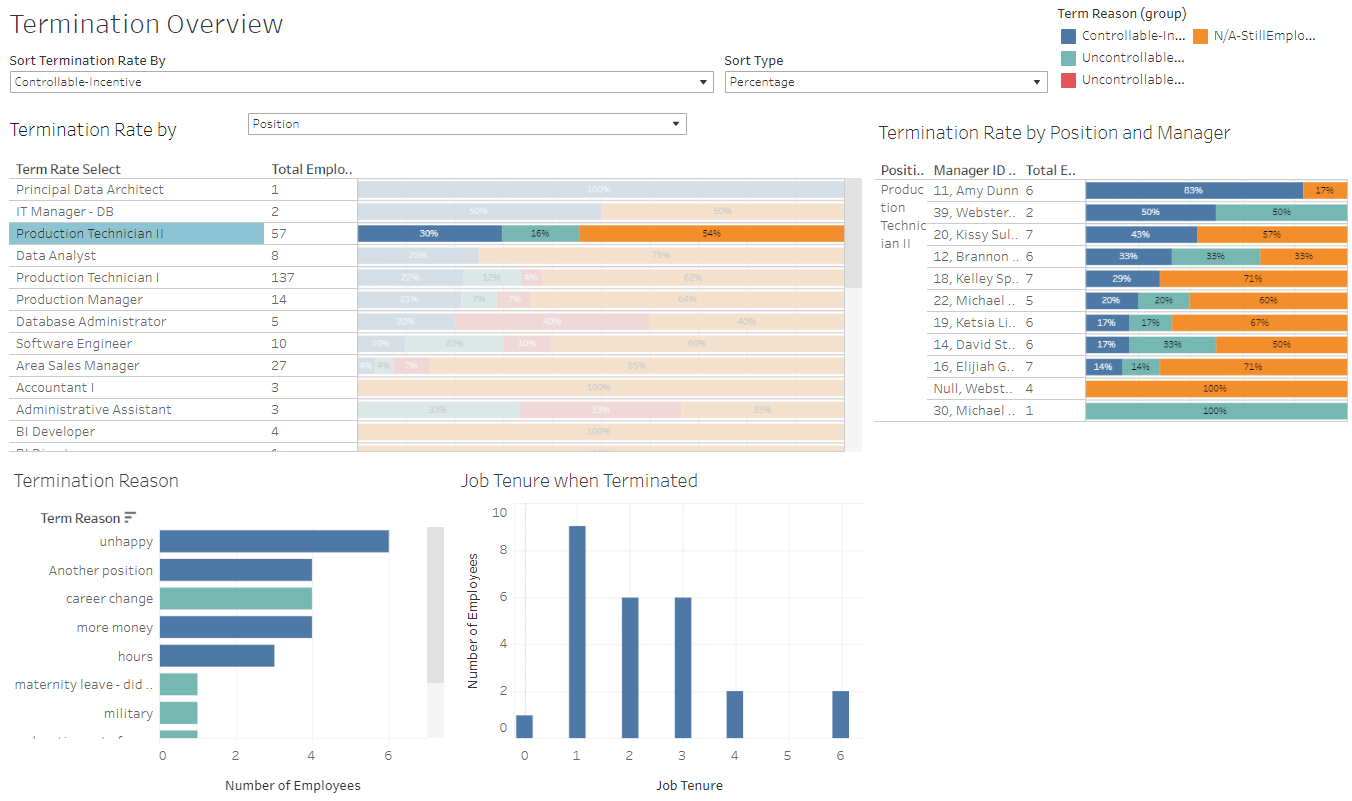 Termination Overview
Term Reason (group)
Controllable-In... N/A-StillEmplo...
Uncontrollable...
Uncontrollable...
Sort Termination Rate By
Controllable-Incentive
Sort Type
Percentage
Termination Rate by
Position
Term Rate Select Total Emplo..
Principal Data Architect 1 100%
IT Manager - DB 2 50% 50%
Production Technician II 57 30% 16% 54%
Data Analyst 8 25% 75%
Production Technician I 137 22% 12% 4% 62%
Production Manager 14 21% 7% 7% 64%
Database Administrator 5 20% 40% 40%
Software Engineer 10 10% 20% 10% 60%
Area Sales Manager 27 4% 4% 7% 85%
Accountant I 3 100%
Administrative Assistant 3 33% 33% 33%
BI Developer 4 100%
Termination Rate by Position and Manager
Positi.. Manager ID .. Total E..
Produc
tion
Technic
ian II
11, Amy Dunn 6 83% 17%
39, Webster.. 2 50% 50%
20, Kissy Sul.. 7 43% 57%
12, Brannon .. 6 33% 33% 33%
18, Kelley Sp.. 7 29% 71%
22, Michael .. 5 20% 20% 60%
19, Ketsia Li.. 6 17% 17% 67%
14, David St.. 6 17% 33% 50%
16, Elijiah G.. 7 14% 14% 71%
Null, Webst.. 4 100%
30, Michael .. 1 100%
Termination Reason
Term Reason
unhappy
Another position
career change
more money
hours
maternity leave - did ..
military
0 2 4 6
Number of Employees
Job Tenure when Terminated
10
8
6
4
2
0
Number of Employees
0 1 2 3 4 5 6
Job Tenure